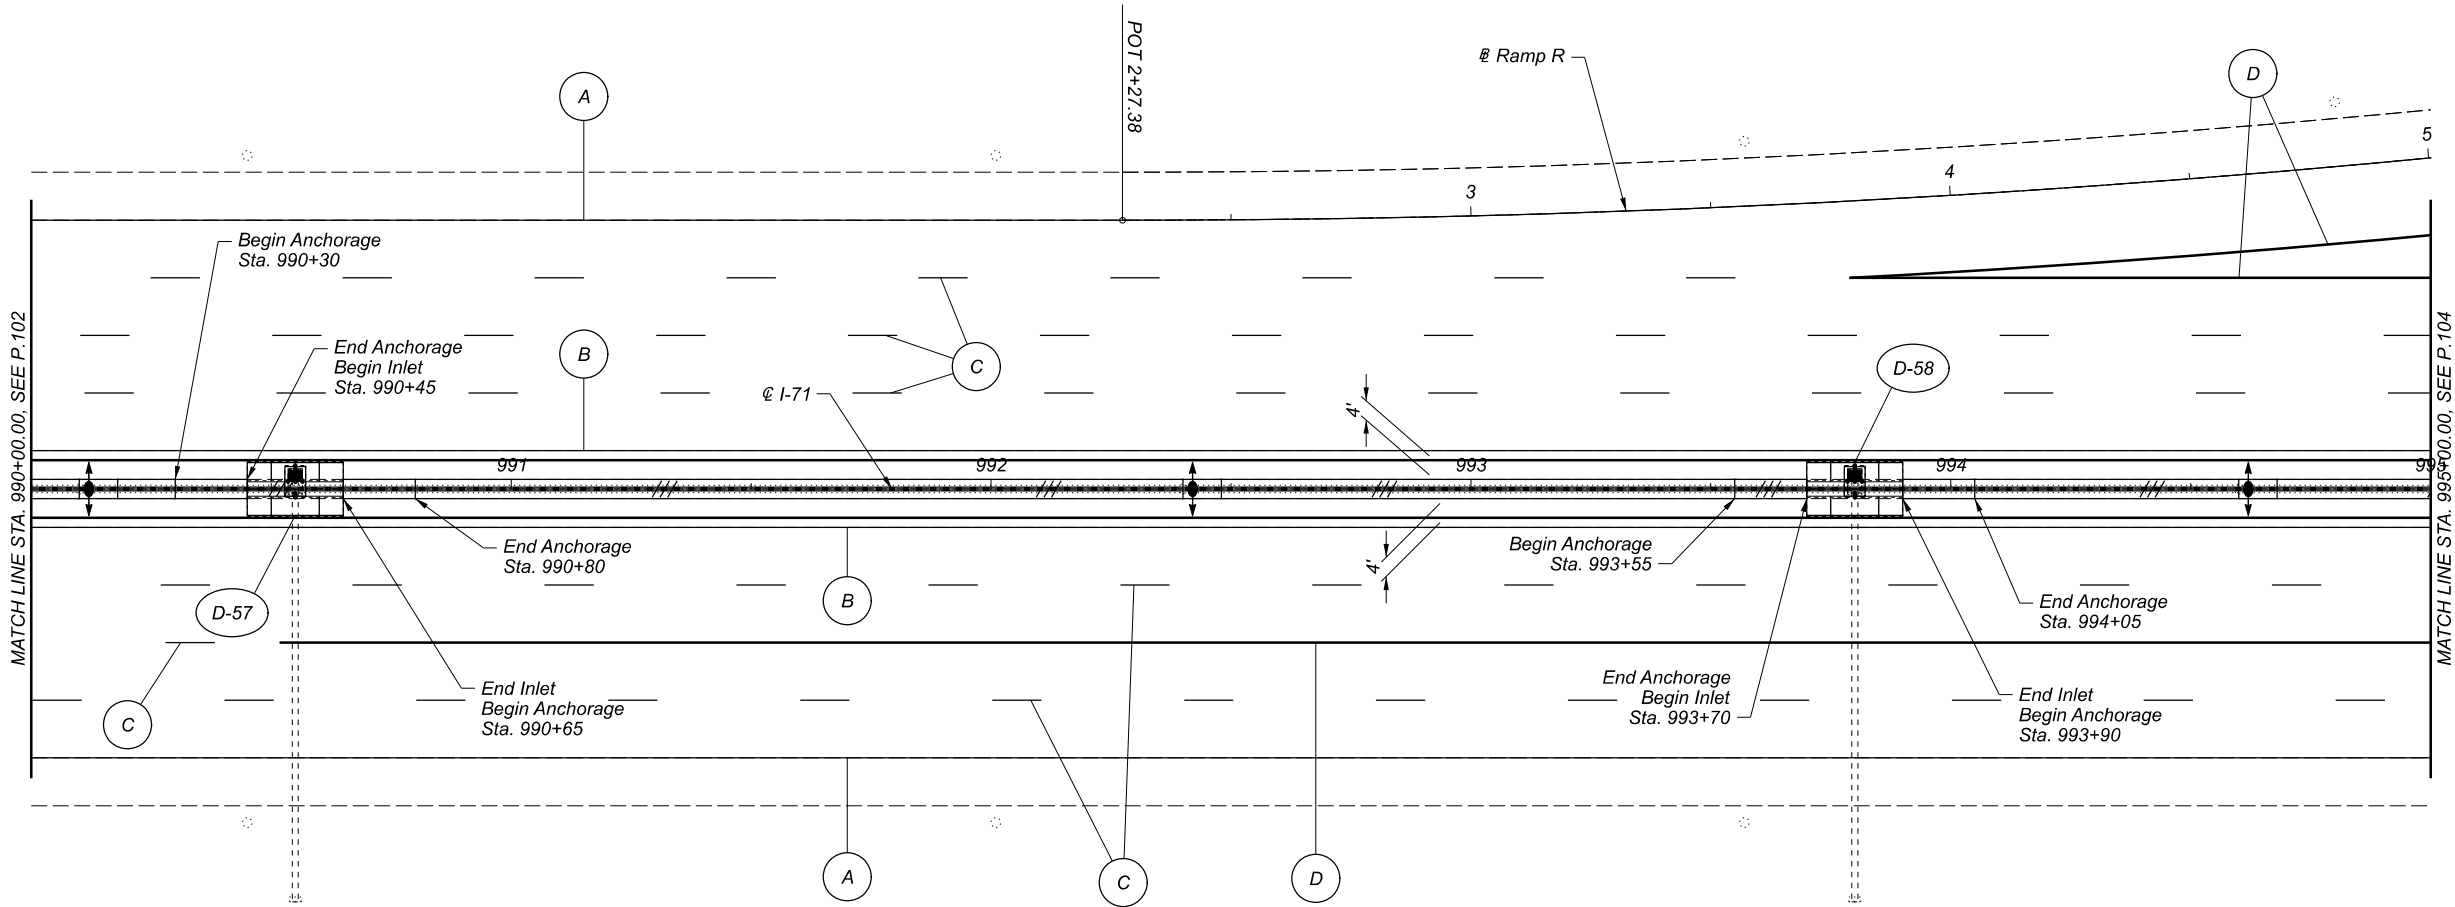 POT 2+27.38
℄ Ramp R
A
D
5
4
3
Begin Anchorage
Sta. 990+30
MATCH LINE STA. 990+00.00, SEE P.102
MATCH LINE STA. 995+00.00, SEE P.104
End Anchorage
Begin Inlet
Sta. 990+45
B
C
D-58
℄ I-71
4'
991
992
993
994
995
End Anchorage
Sta. 990+80
Begin Anchorage
Sta. 993+55
4'
D-57
B
End Anchorage
Sta. 994+05
C
End Inlet
Begin Anchorage
Sta. 990+65
End Anchorage
Begin Inlet
Sta. 993+70
End Inlet
Begin Anchorage
Sta. 993+90
A
C
D